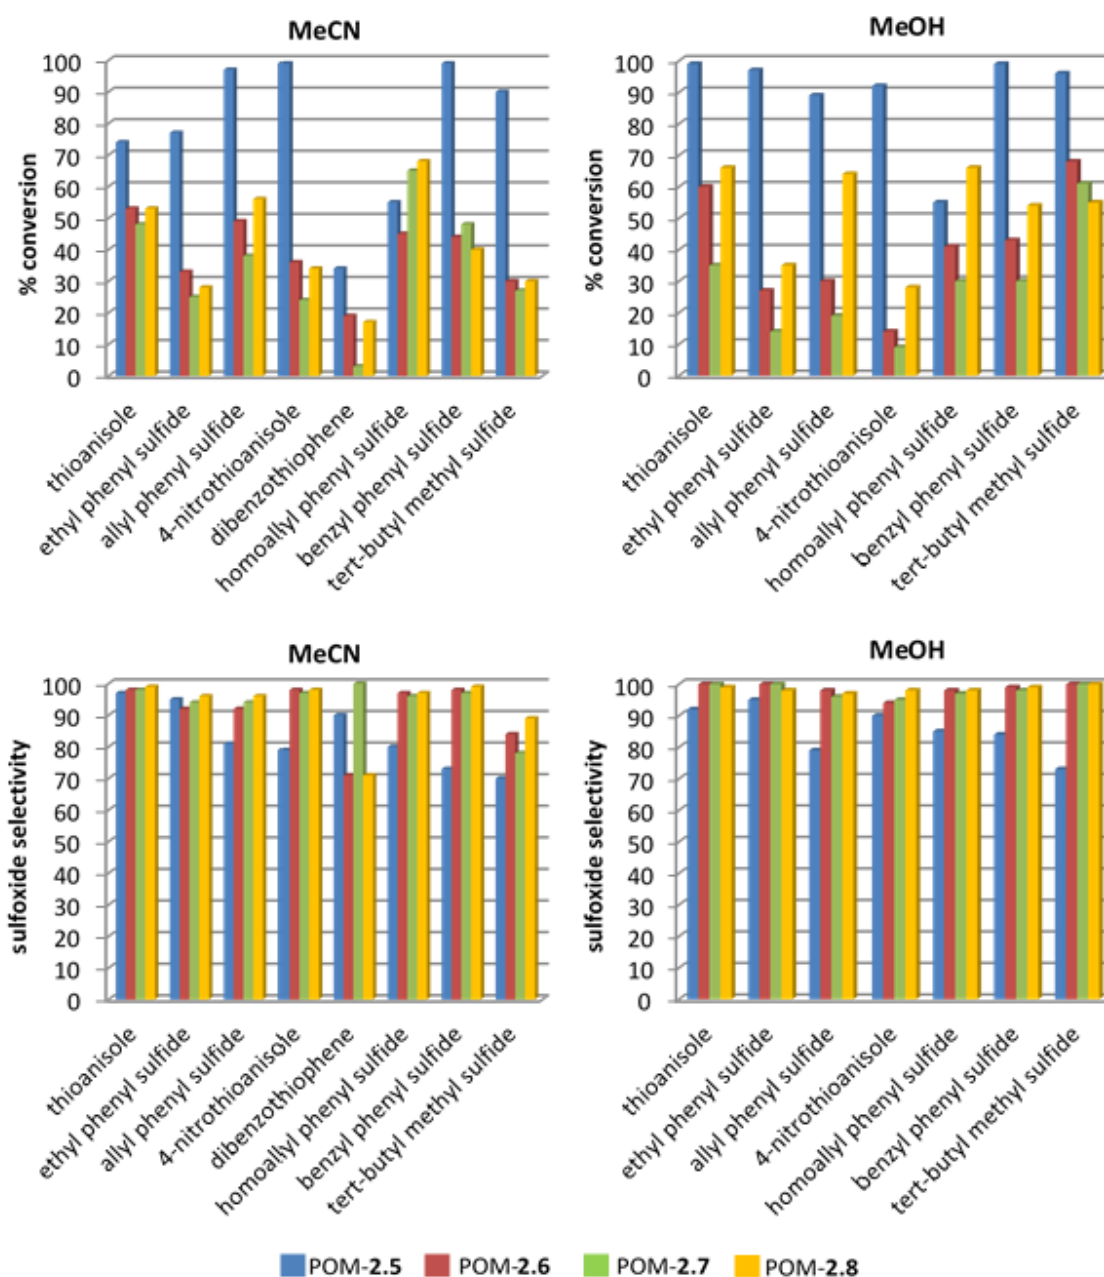 MeCN
% conversion
100
90
80
70
60
50
40
30
20
10
0
thioanisole
ethyl phenyl sulfide
allyl phenyl sulfide
4-nitrothioanisole
dibenzothiophene
homoallyl phenyl sulfide
benzyl phenyl sulfide
tert-butyl methyl sulfide
MeOH
% conversion
100
90
80
70
60
50
40
30
20
10
0
thioanisole
ethyl phenyl sulfide
allyl phenyl sulfide
4-nitrothioanisole
homoallyl phenyl sulfide
benzyl phenyl sulfide
tert-butyl methyl sulfide
MeCN
sulfoxide selectivity
100
90
80
70
60
50
40
30
20
10
0
thioanisole
ethyl phenyl sulfide
allyl phenyl sulfide
4-nitrothioanisole
dibenzothiophene
homoallyl phenyl sulfide
benzyl phenyl sulfide
tert-butyl methyl sulfide
MeOH
sulfoxide selectivity
100
90
80
70
60
50
40
30
20
10
0
thioanisole
ethyl phenyl sulfide
allyl phenyl sulfide
4-nitrothioanisole
homoallyl phenyl sulfide
benzyl phenyl sulfide
tert-butyl methyl sulfide
POM-2.5 POM-2.6 POM-2.7 POM-2.8